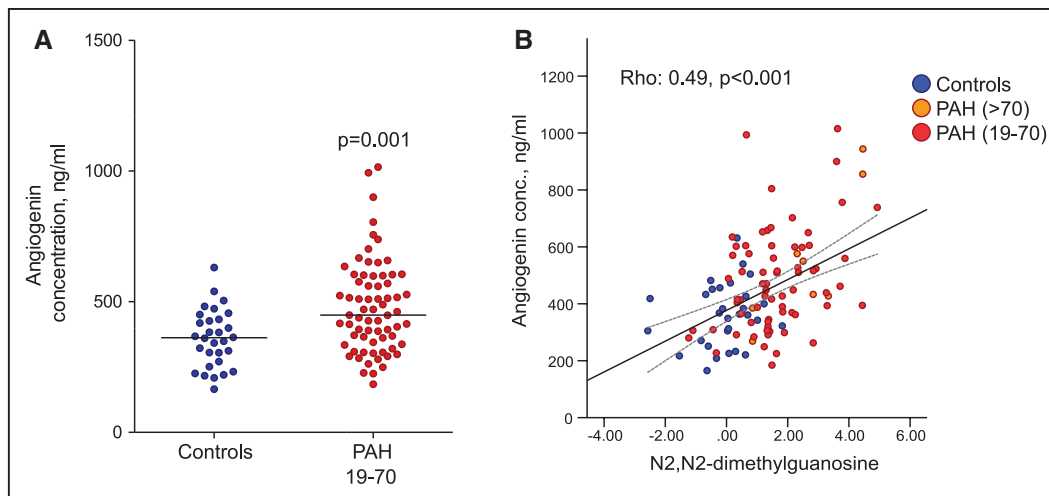 A
1500
1000
500
0
Angiogenin
concentration, ng/ml
p=0.001
Controls
PAH
19-70
B
Rho: 0.49, p<0.001
1200
1000
800
600
400
200
0
Angiogenin conc., ng/ml
-4.00
-2.00
.00
2.00
4.00
6.00
N2,N2-dimethylguanosine
Controls
PAH (>70)
PAH (19-70)